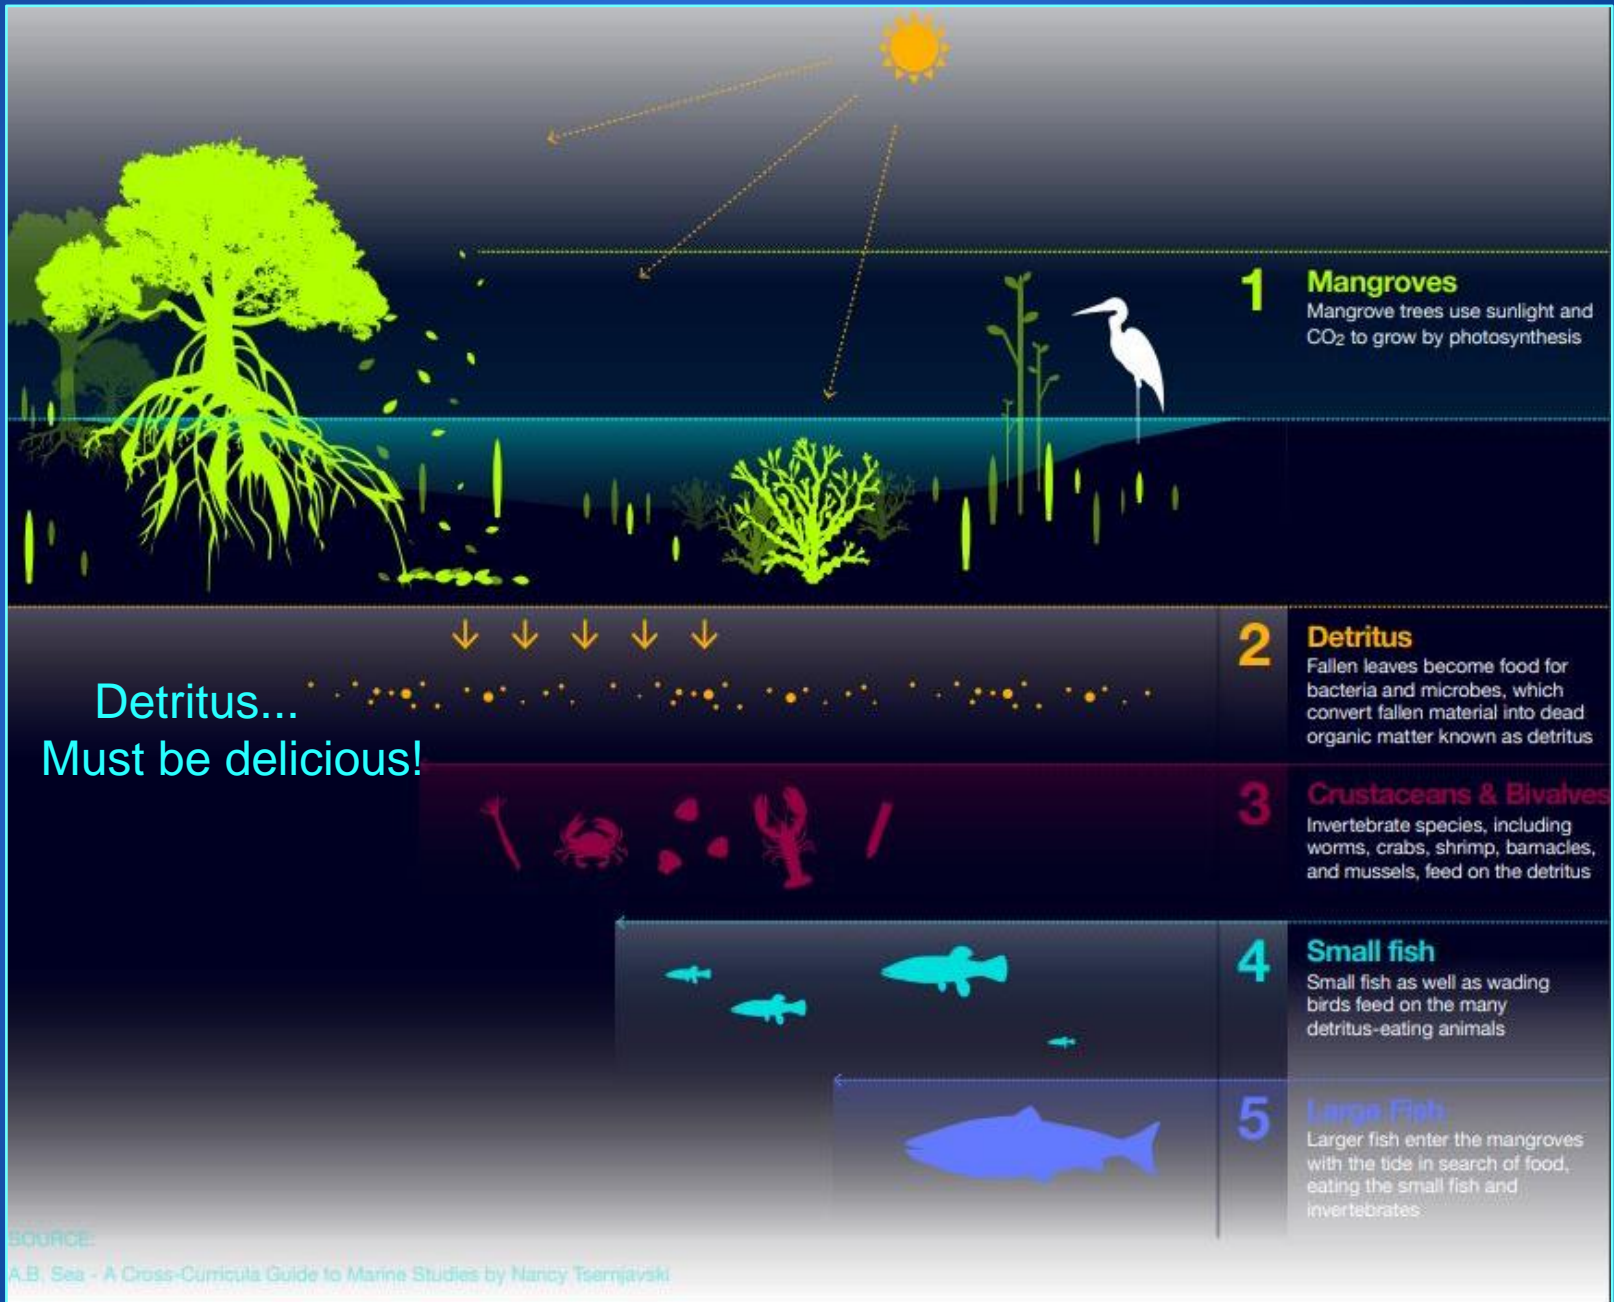 1 Mangroves
Mangrove trees use sunlight and
CO2 to grow by photosynthesis
2 Detritus
Fallen leaves become food for
bacteria and microbes, which
convert fallen material into dead
organic matter known as detritus
Detritus...
Must be delicious!
3 Crustaceans & Bivalves
Invertebrate species, including
worms, crabs, shrimp, barnacles,
and mussels, feed on the detritus
4 Small fish
Small fish as well as wading
birds feed on the many
detritus-eating animals
5 Large Fish
Larger fish enter the mangroves
with the tide in search of food,
eating the small fish and
invertebrates
SOURCE:
A.B. Sea - A Cross-Curricula Guide to Marine Studies by Nancy Tsernjavski